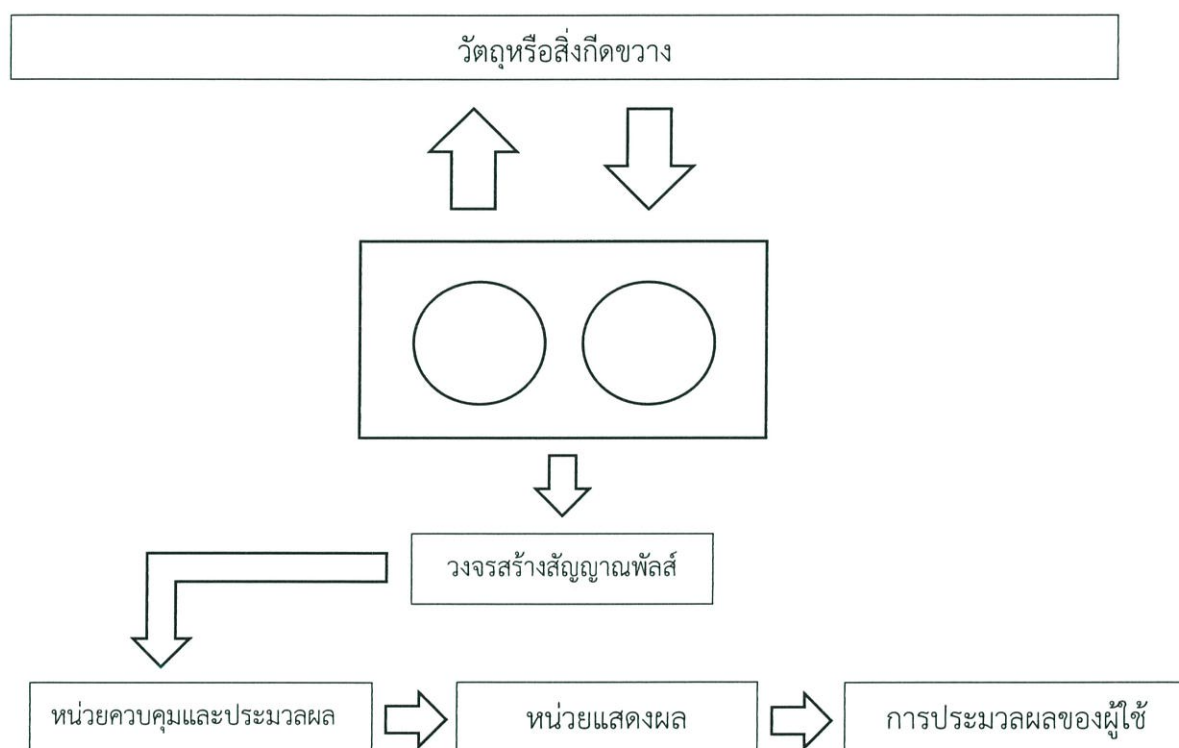 วัตถุหรือสิ่งกีดขวาง
วงจรสร้างสัญญาณพัลส์
หน่วยควบคุมและประมวลผล
หน่วยแสดงผล
การประมวลผลของผู้ใช้